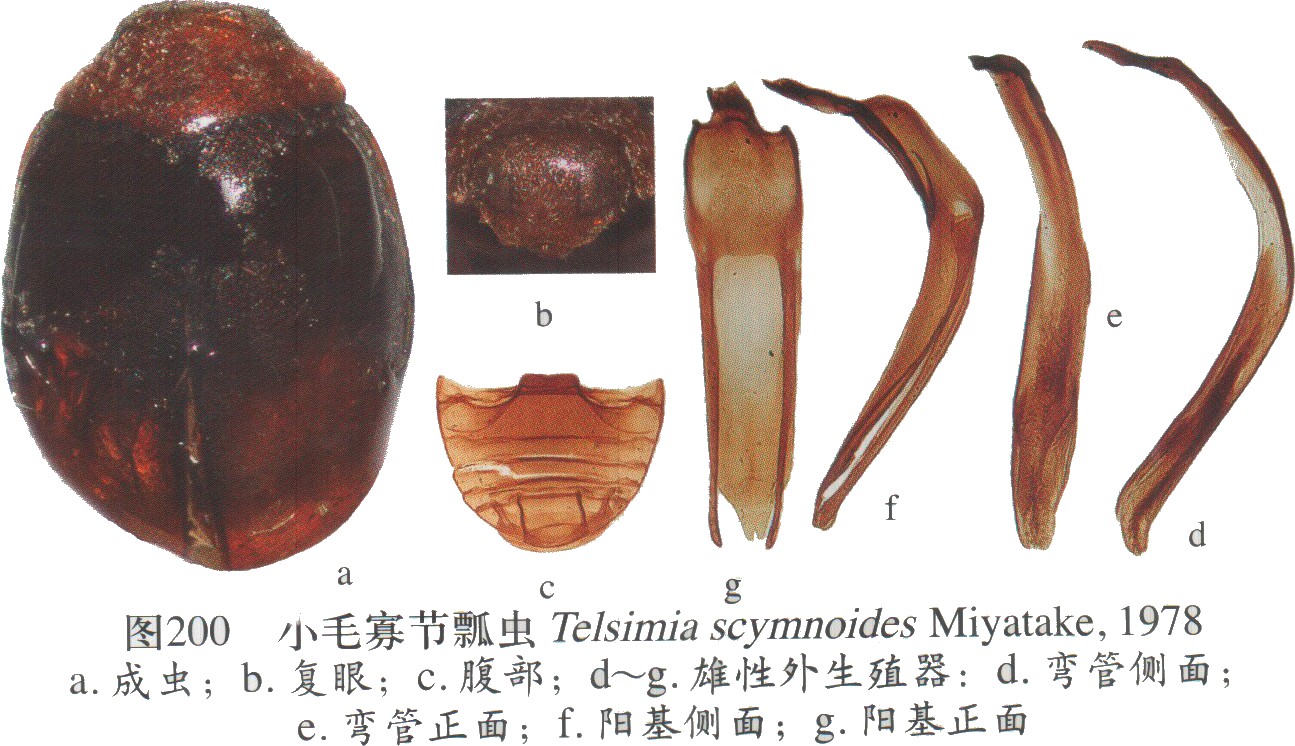 b
e
f
d
a
c
g
图200 小毛寡节瓢虫 Telsimia scymnoides Miyatake, 1978
a. 成虫；b. 复眼；c. 腹部；d～g. 雄性外生殖器：d. 弯管侧面；
e. 弯管正面；f. 阳基侧面；g. 阳基正面